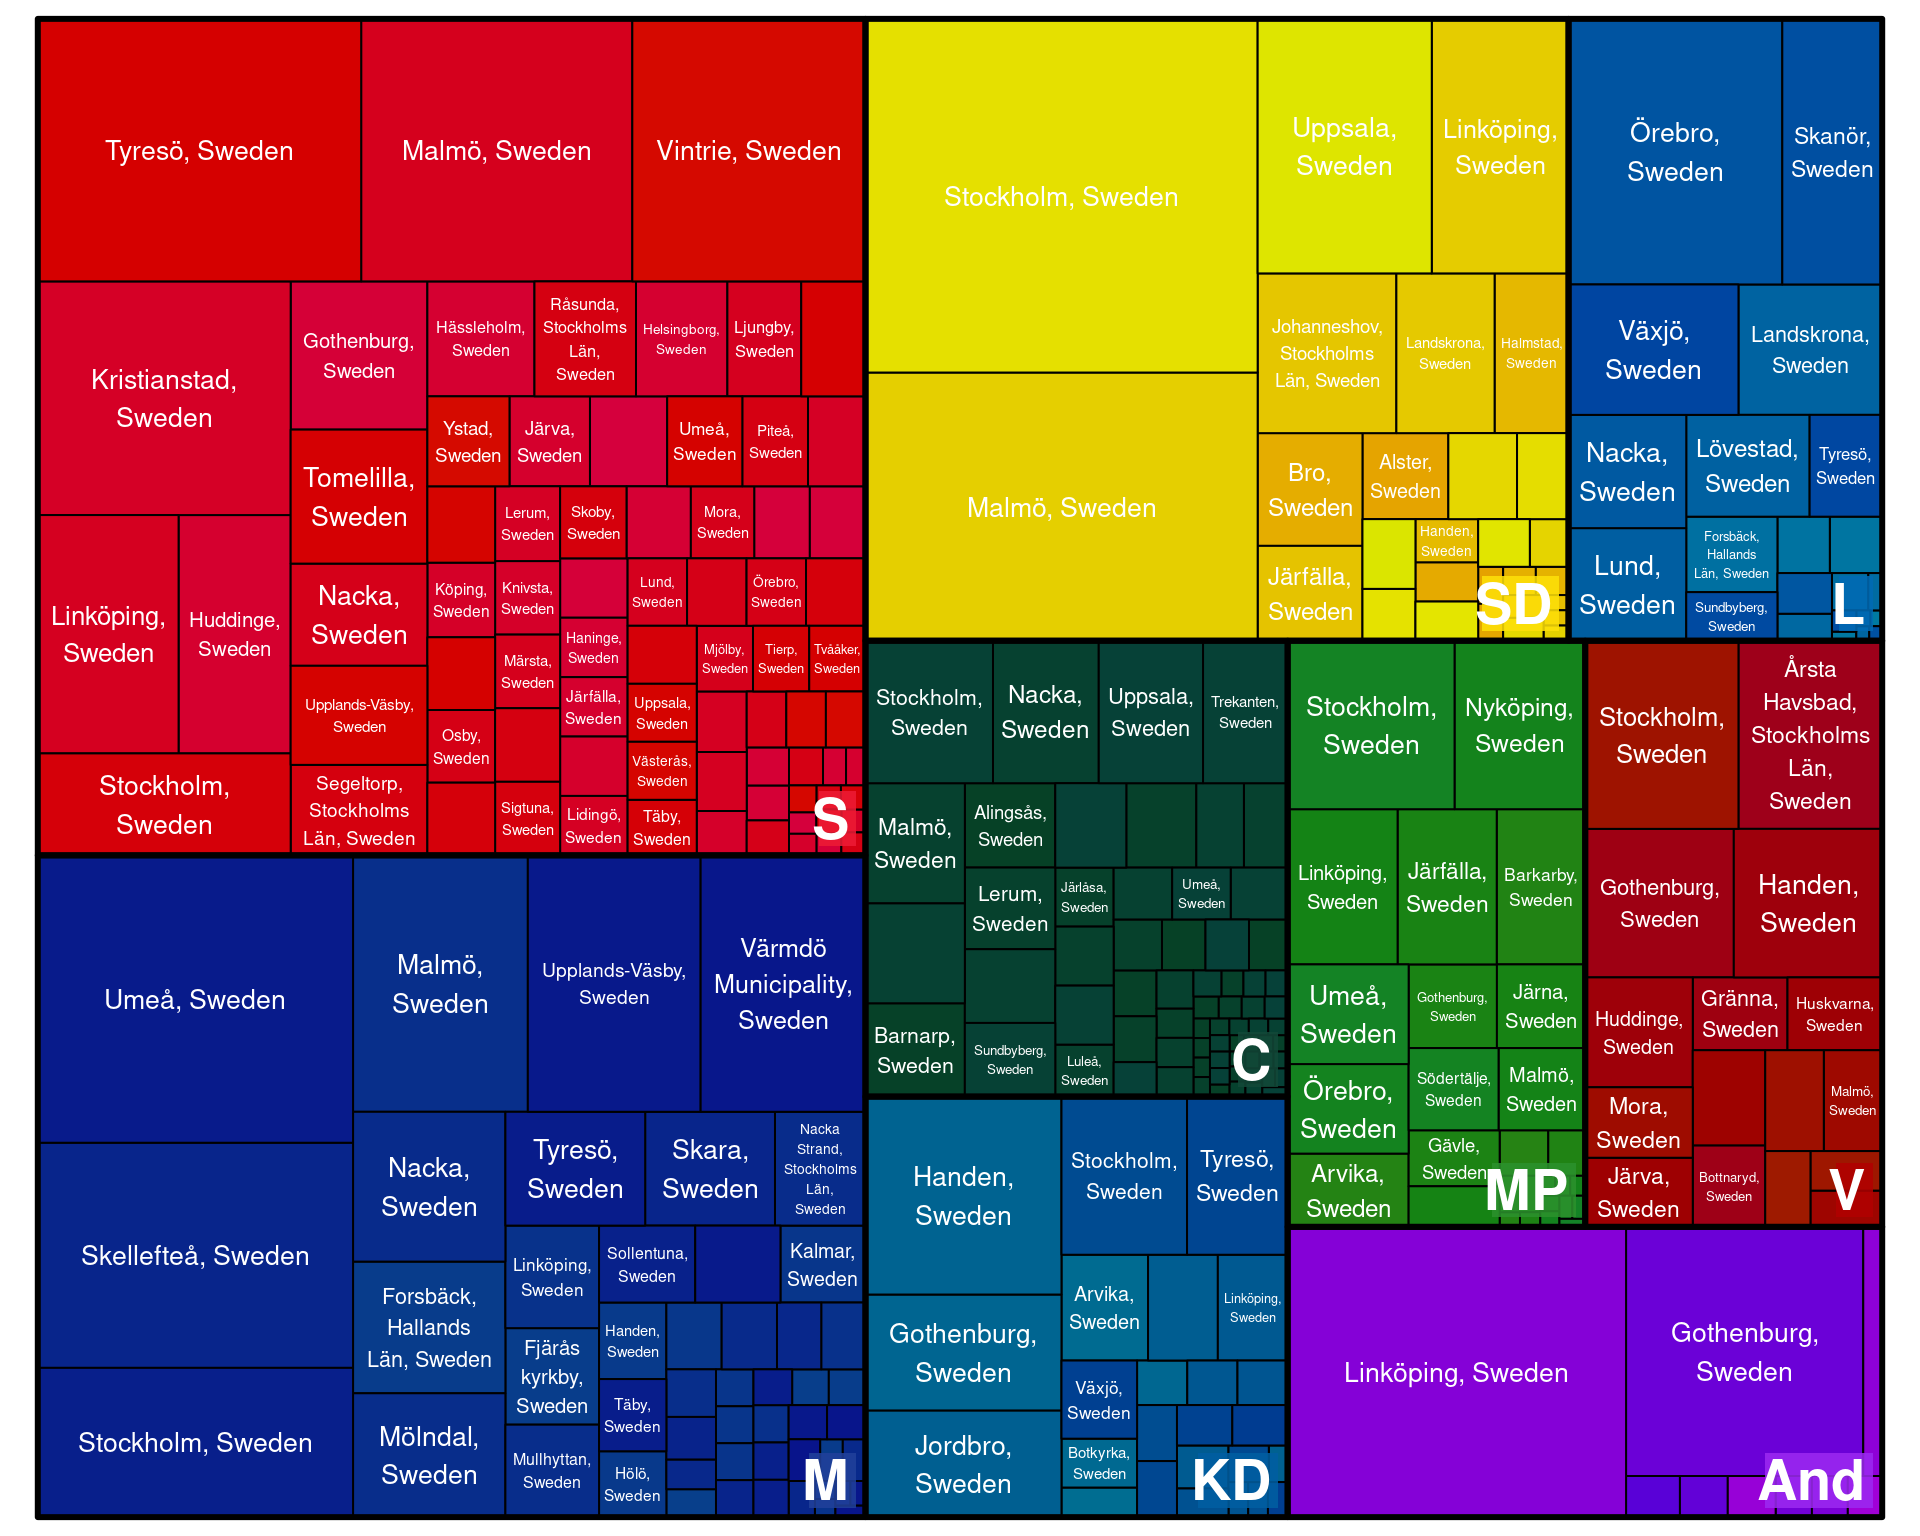 Tyresö, Sweden
Malmö, Sweden
Vintrie, Sweden
Kristianstad,
Sweden
Gothenburg,
Sweden
Hässleholm,
Sweden
Råsunda,
Stockholms
Län,
Sweden
Helsingborg,
Sweden
Ljungby,
Sweden
Ystad,
Sweden
Järva,
Sweden
Umeå,
Sweden
Piteå,
Sweden
Tomelilla,
Sweden
Lerum,
Sweden
Skoby,
Sweden
Mora,
Sweden
Linköping,
Sweden
Huddinge,
Sweden
Nacka,
Sweden
Köping,
Sweden
Knivsta,
Sweden
Lund,
Sweden
Örebro,
Sweden
Haninge,
Sweden
Mjölby,
Sweden
Tierp,
Sweden
Tvååker,
Sweden
Upplands-Väsby,
Sweden
Märsta,
Sweden
Järfälla,
Sweden
Uppsala,
Sweden
Osby,
Sweden
Västerås,
Sweden
Stockholm,
Sweden
Segeltorp,
Stockholms
Län, Sweden
Sigtuna,
Sweden
Lidingö,
Sweden
Täby,
Sweden
S
Stockholm, Sweden
Uppsala,
Sweden
Linköping,
Sweden
Malmö, Sweden
Johanneshov,
Stockholms
Län, Sweden
Landskrona,
Sweden
Halmstad,
Sweden
Bro,
Sweden
Alster,
Sweden
Handen,
Sweden
Järfälla,
Sweden
SD
Örebro,
Sweden
Skanör,
Sweden
Växjö,
Sweden
Landskrona,
Sweden
Nacka,
Sweden
Lövestad,
Sweden
Tyresö,
Sweden
Lund,
Sweden
Forsbäck,
Hallands
Län, Sweden
Sundbyberg,
Sweden
L
Umeå, Sweden
Malmö,
Sweden
Upplands-Väsby,
Sweden
Värmdö
Municipality,
Sweden
Skellefteå, Sweden
Nacka,
Sweden
Tyresö,
Sweden
Skara,
Sweden
Nacka
Strand,
Stockholms
Län,
Sweden
Forsbäck,
Hallands
Län, Sweden
Linköping,
Sweden
Sollentuna,
Sweden
Kalmar,
Sweden
Fjärås
kyrkby,
Sweden
Handen,
Sweden
Stockholm, Sweden
Mölndal,
Sweden
Mullhyttan,
Sweden
Täby,
Sweden
Hölö,
Sweden
M
Stockholm,
Sweden
Nacka,
Sweden
Uppsala,
Sweden
Trekanten,
Sweden
Malmö,
Sweden
Alingsås,
Sweden
Lerum,
Sweden
Järlåsa,
Sweden
Umeå,
Sweden
Barnarp,
Sweden
Sundbyberg,
Sweden
Luleå,
Sweden
C
Stockholm,
Sweden
Nyköping,
Sweden
Linköping,
Sweden
Järfälla,
Sweden
Barkarby,
Sweden
Umeå,
Sweden
Gothenburg,
Sweden
Järna,
Sweden
Örebro,
Sweden
Södertälje,
Sweden
Malmö,
Sweden
Arvika,
Sweden
Gävle,
Sweden
MP
Stockholm,
Sweden
Årsta
Havsbad,
Stockholms
Län,
Sweden
Gothenburg,
Sweden
Handen,
Sweden
Huddinge,
Sweden
Gränna,
Sweden
Huskvarna,
Sweden
Mora,
Sweden
Malmö,
Sweden
Järva,
Sweden
Bottnaryd,
Sweden
V
Handen,
Sweden
Stockholm,
Sweden
Tyresö,
Sweden
Gothenburg,
Sweden
Arvika,
Sweden
Linköping,
Sweden
Växjö,
Sweden
Jordbro,
Sweden
Botkyrka,
Sweden
KD
Linköping, Sweden
Gothenburg,
Sweden
And